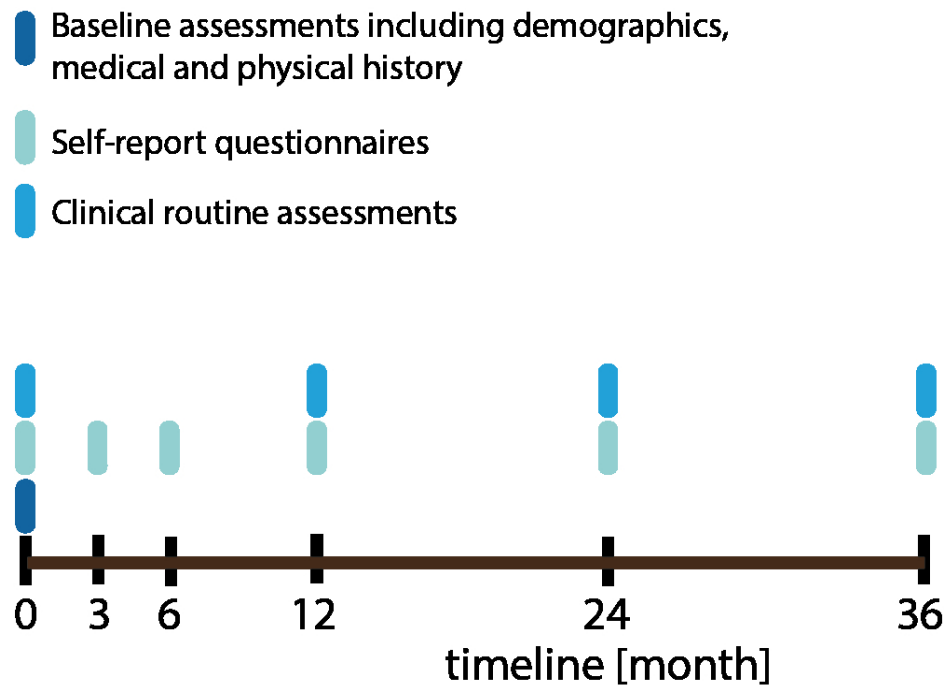 Baseline assessments including demographics,
medical and physical history
Self-report questionnaires
Clinical routine assessments
0 3 6 12 24 36
timeline [month]